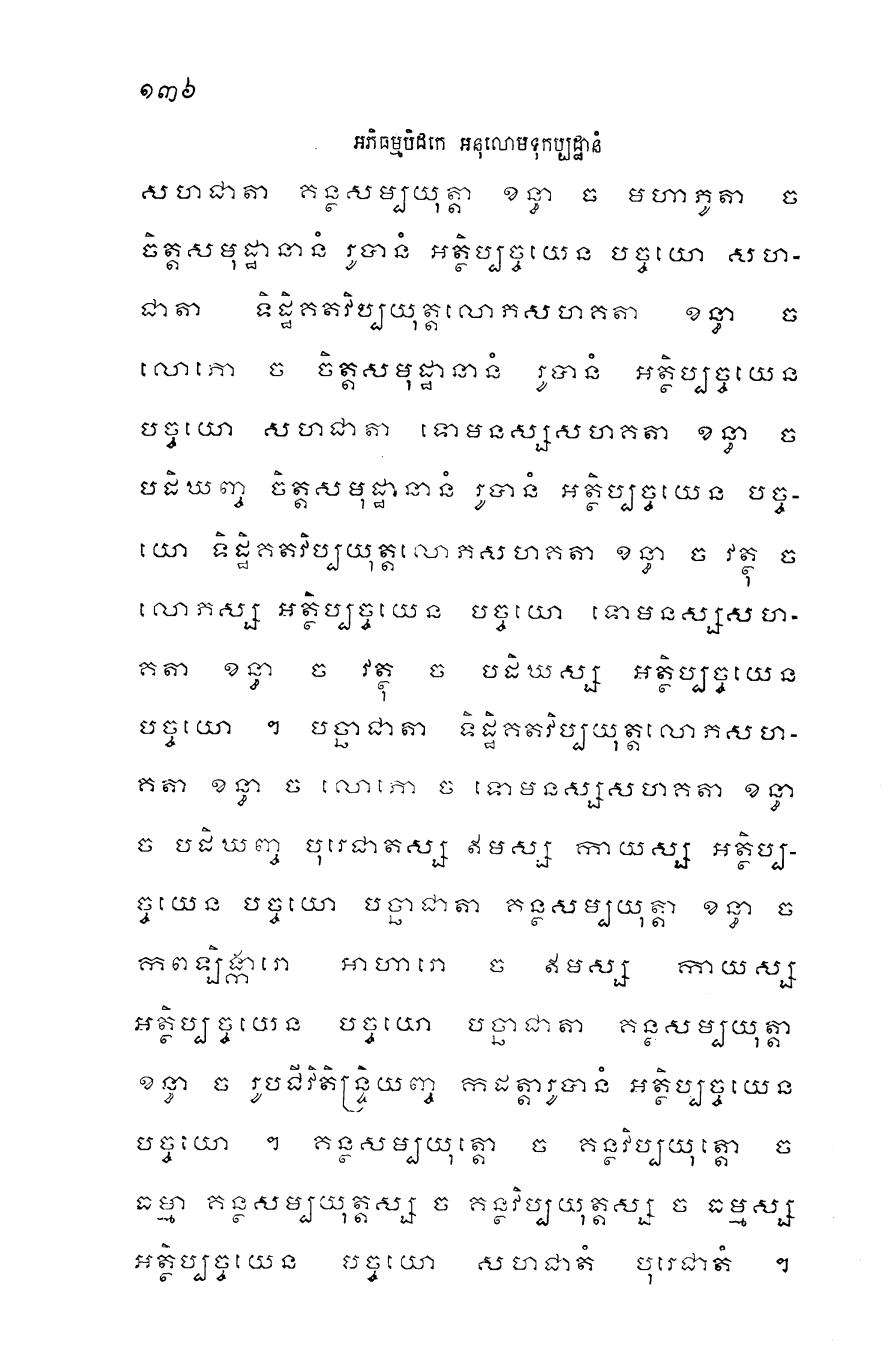 ១៣៦
អភិធម្មបិដកេ អនុលោមទុកប្បដ្ឋានំ
សហជាតា គន្ថសម្បយុត្តា ខន្ធា ច មហាភូតា ច
ចិត្តសមុដ្ឋានានំ រូបានំ អត្ថិប្បច្ចយេន បច្ចយោ សហ-
ជាតា ទិដ្ឋិគតវិប្បយុត្តលោភសហគតា ខន្ធា ច
លោភោ ច ចិត្តសមុដ្ឋានានំ រូបានំ អត្ថិប្បច្ចយេន
បច្ចយោ សហជាតា ទោមនស្សសហគតា ខន្ធា ច
បដិឃញ្ច ចិត្តសមុដ្ឋានានំ រូបានំ អត្ថិប្បច្ចយេន បច្ច-
យោ ទិដ្ឋិគតវិប្បយុត្តលោភសហគតា ខន្ធា ច វត្ថុ ច
លោភស្ស អត្ថិប្បច្ចយេន បច្ចយោ ទោមនស្សសហ-
គតា ខន្ធា ច វត្ថុ ច បដិឃស្ស អត្ថិប្បច្ចយេន
បច្ចយោ ។ បច្ឆាជាតា ទិដ្ឋិគតវិប្បយុត្តលោភសហ-
គតា ខន្ធា ច លោភោ ច ទោមនស្សសហគតា ខន្ធា
ច បដិឃញ្ច បុរេជាតស្ស ឥមស្ស កាយស្ស អត្ថិប្ប-
ច្ចយេន បច្ចយោ បច្ឆាជាតា គន្ថសម្បយុត្តា ខន្ធា ច
កពឡិង្ការោ អាហារោ ច ឥមស្ស កាយស្ស
អត្ថិប្បច្ចយេន បច្ចយោ បច្ឆាជាតា គន្ថសម្បយុត្តា
ខន្ធា ច រូបជីវិតិន្ទ្រិយញ្ច កដត្តារូបានំ អត្ថិប្បច្ចយេន
បច្ចយោ ។ គន្ថសម្បយុត្តោ ច គន្ថវិប្បយុត្តោ ច
ធម្មា គន្ថសម្បយុត្តស្ស ច គន្ថវិប្បយុត្តស្ស ច ធម្មស្ស
អត្ថិប្បច្ចយេន បច្ចយោ សហជាតំ បុរេជាតំ ។